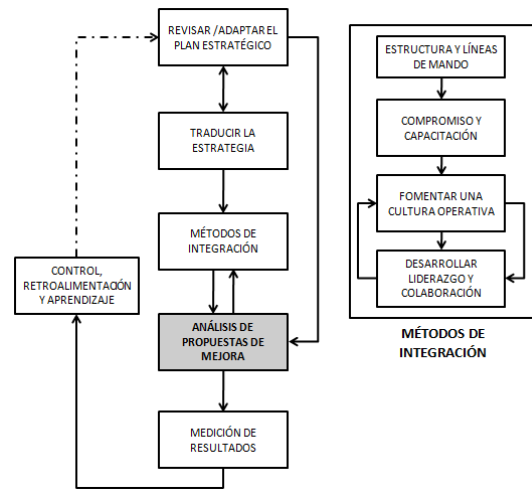 REVISAR /ADAPTAR EL
PLAN ESTRATÉGICO
TRADUCIR LA
ESTRATEGIA
MÉTODOS DE
INTEGRACIÓN
CONTROL,
RETROALIMENTACIÓN
Y APRENDIZAJE
ANÁLISIS DE
PROPUESTAS DE
MEJORA
MEDICIÓN DE
RESULTADOS
ESTRUCTURA Y LÍNEAS
DE MANDO
COMPROMISO Y
CAPACITACIÓN
FOMENTAR UNA
CULTURA OPERATIVA
DESARROLLAR
LIDERAZGO Y
COLABORACIÓN
MÉTODOS DE
INTEGRACIÓN